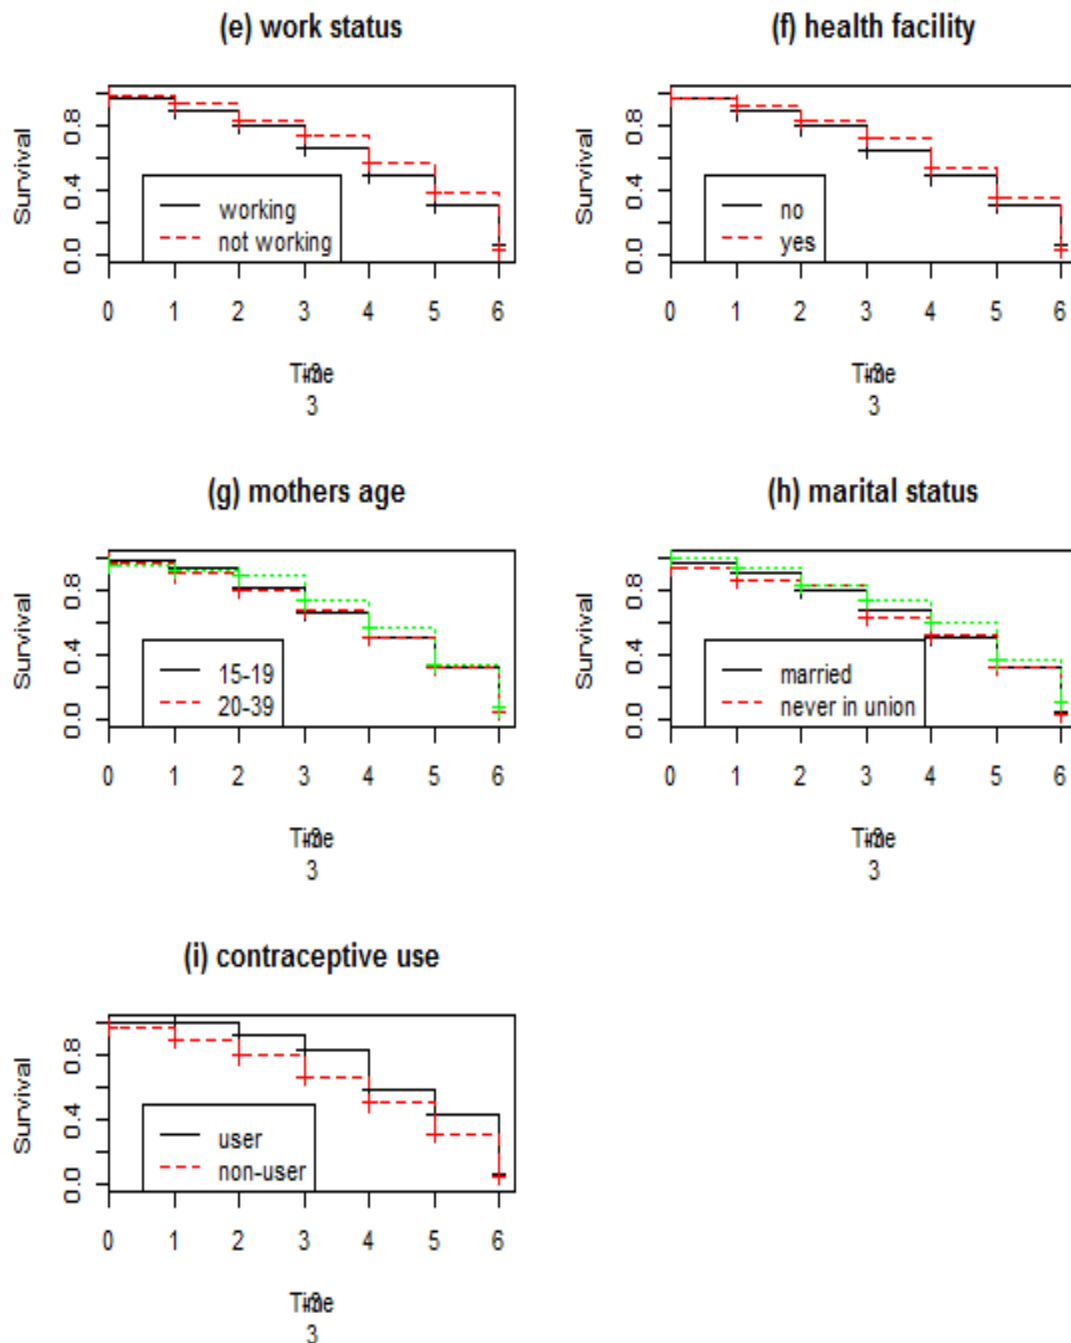 (e) work status
Survival
0.0 0.4 0.8
working
not working
0 1 2 3 4 5 6
Time
3
(f) health facility
Survival
0.0 0.4 0.8
no
yes
0 1 2 3 4 5 6
Time
3
(g) mothers age
Survival
0.0 0.4 0.8
15-19
20-39
0 1 2 3 4 5 6
Time
3
(h) marital status
Survival
0.0 0.4 0.8
married
never in union
0 1 2 3 4 5 6
Time
3
(i) contraceptive use
Survival
0.0 0.4 0.8
user
non-user
0 1 2 3 4 5 6
Time
3